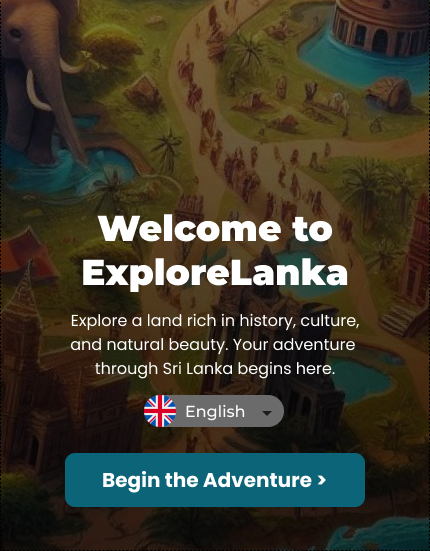 Welcome to
ExploreLanka
Explore a land rich in history, culture,
and natural beauty. Your adventure
through Sri Lanka begins here.
English
Begin the Adventure >